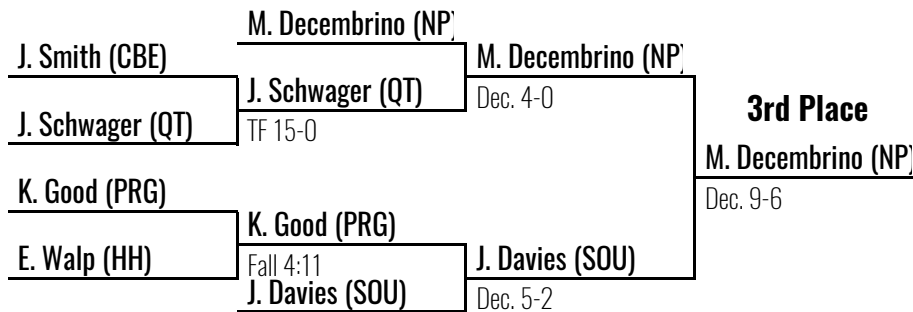 M. Decembrino (NP)
J. Smith (CBE)
M. Decembrino (NP)
J. Schwager (QT)
Dec. 4-0
3rd Place
J. Schwager (QT)
TF 15-0
M. Decembrino (NP)
K. Good (PRG)
Dec. 9-6
K. Good (PRG)
E. Walp (HH)
Fall 4:11
J. Davies (SOU)
J. Davies (SOU)
Dec. 5-2